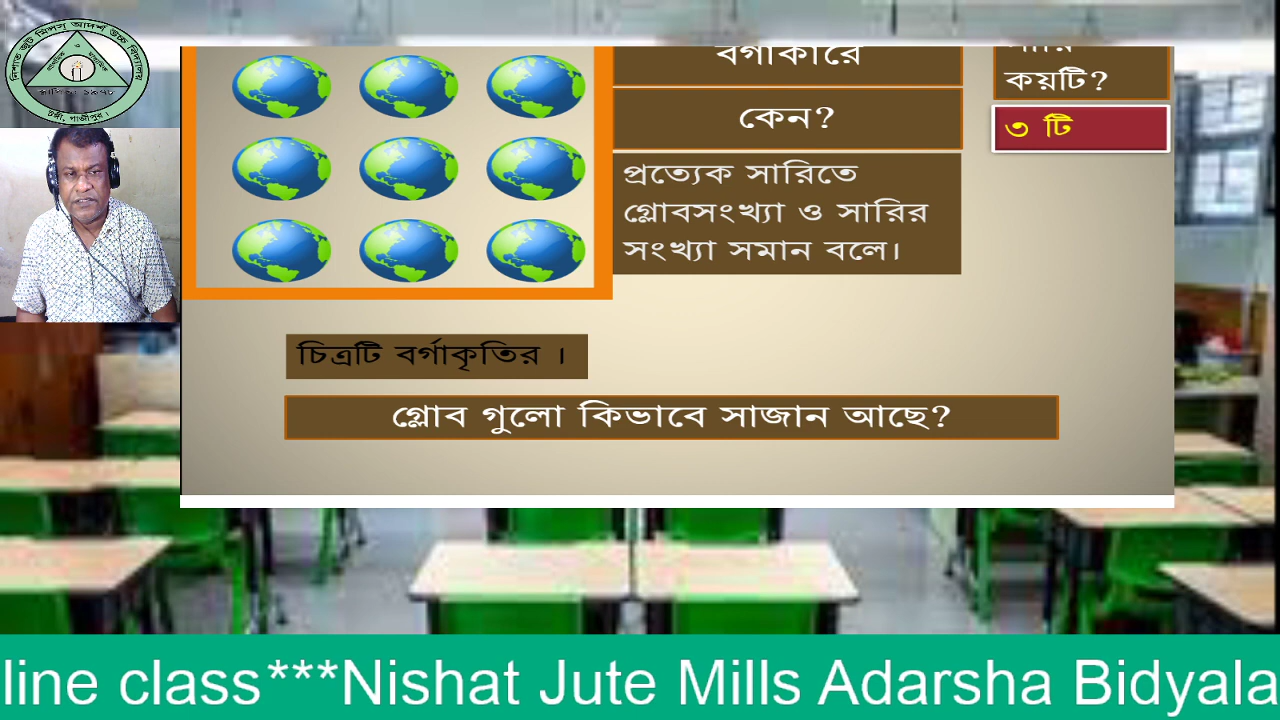 বর্গাকারে
কয়টি?
কেন?
৩ টি
প্রত্যেক সারিতে
গ্লোবসংখ্যা ও সারির
সংখ্যা সমান বলে।
চিত্রটি বর্গাকৃতির ।
গ্লোব গুলো কিভাবে সাজান আছে?
line class***Nishat Jute Mills Adarsha Bidyala